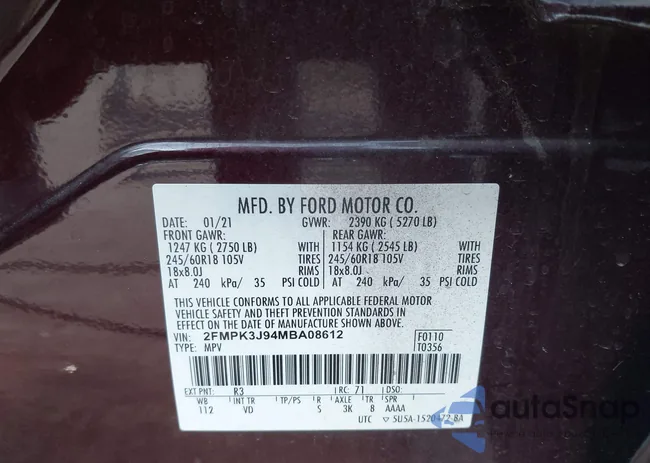 MFD. BY FORD MOTOR CO.
DATE: 01/21 GVWR: 2390 KG ( 5270 LB)
FRONT GAWR: REAR GAWR:
1247 KG ( 2750 LB) WITH 1154 KG ( 2545 LB) WITH
245/60R18 105V TIRES 245/60R18 105V TIRES
18x8.0J RIMS 18x8.0J RIMS
AT 240 kPa/ 35 PSI COLD AT 240 kPa/ 35 PSI COLD
THIS VEHICLE CONFORMS TO ALL APPLICABLE FEDERAL MOTOR
VEHICLE SAFETY AND THEFT PREVENTION STANDARDS IN
EFFECT ON THE DATE OF MANUFACTURE SHOWN ABOVE.
VIN: 2FMPK3J94MBA08612 F0110
TYPE: MPV T0356
EXT PNT: R3 RC: 71 DSO:
WB INT TR TP/PS R AXLE TR SPR
112 VD S 3K 8 AAAA
UTC ▽ 5U5A-1520472-BA
autoSnap